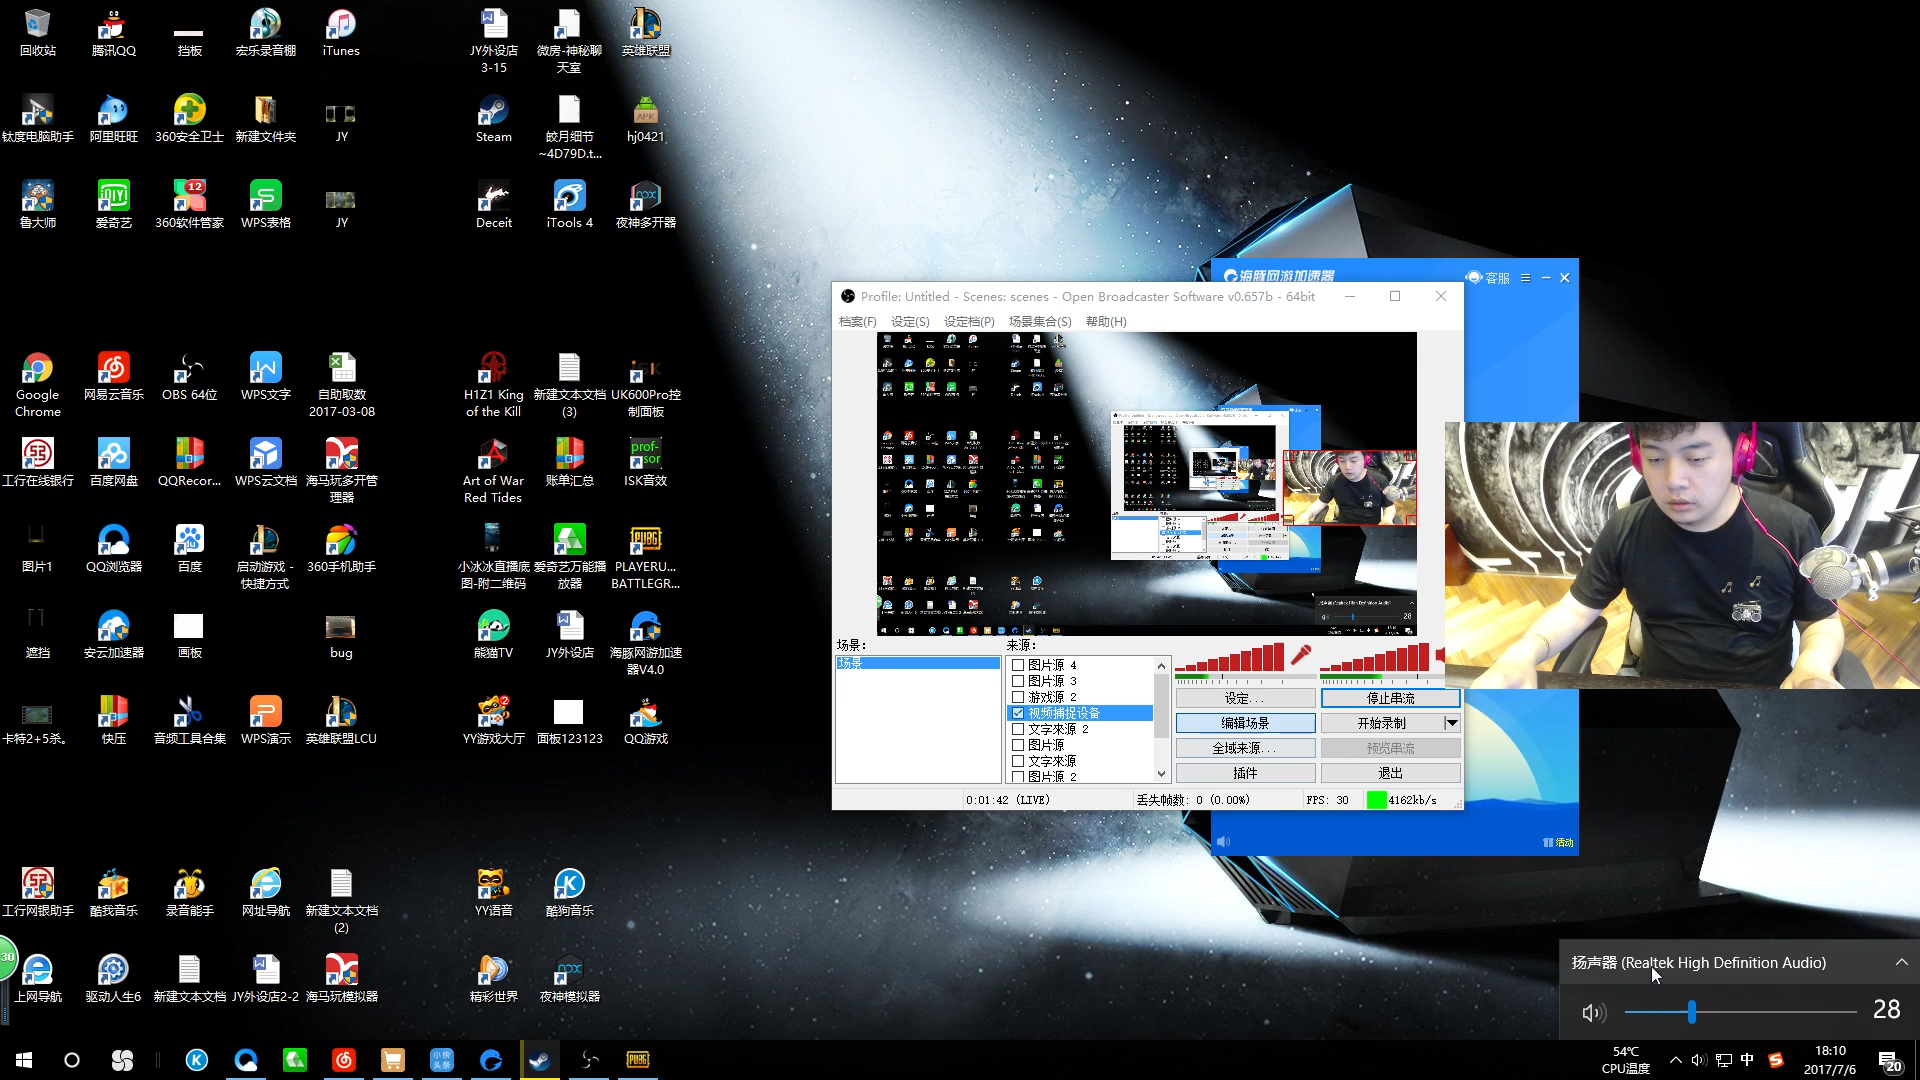 回收站
腾讯QQ
挡板
宏乐录音棚
iTunes
JY外设店
3-15
微房-神秘聊
天室
英雄联盟
钛度电脑助手
阿里旺旺
360安全卫士
新建文件夹
JY
Steam
皎月细节
~4D79D.t...
APK
hj0421
鲁大师
爱奇艺
12
360软件管家
WPS表格
JY
Deceit
iTools 4
夜神多开器
Google
Chrome
网易云音乐
OBS 64位
WPS文字
自助取数
2017-03-08
H1Z1 King
of the Kill
新建文本文档
(3)
UK600Pro控
制面板
工行在线银行
百度网盘
QQRecor...
WPS云文档
海马玩多开管
理器
Art of War
Red Tides
账单汇总
ISK音效
图片1
QQ浏览器
百度
启动游戏 -
快捷方式
360手机助手
小冰冰直播底
图-附二维码
爱奇艺万能播
放器
PLAYERU...
BATTLEGR...
遮挡
安云加速器
画板
bug
熊猫TV
JY外设店
海豚网游加速
器V4.0
卡特2+5杀。
快压
音频工具合集
WPS演示
英雄联盟LCU
YY游戏大厅
面板123123
QQ游戏
工行网银助手
酷我音乐
录音能手
网址导航
新建文本文档
(2)
YY语音
酷狗音乐
30
上网导航
驱动人生6
新建文本文档
JY外设店2-2
海马玩模拟器
精彩世界
夜神模拟器
海豚网游加速器
客服
Profile: Untitled - Scenes: scenes - Open Broadcaster Software v0.657b - 64bit
档案(F)
设定(S)
设定档(P)
场景集合(S)
帮助(H)
场景：
来源：
场景
图片源 4
图片源 3
游戏源 2
视频捕捉设备
文字來源 2
图片源
文字來源
图片源 2
设定...
停止串流
编辑场景
开始录制
全域来源...
预览串流
插件
退出
0:01:42 (LIVE)
丢失帧数: 0 (0.00%)
FPS: 30
4162kb/s
活动
扬声器 (Realtek High Definition Audio)
28
54℃
CPU温度
中
18:10
2017/7/6
20